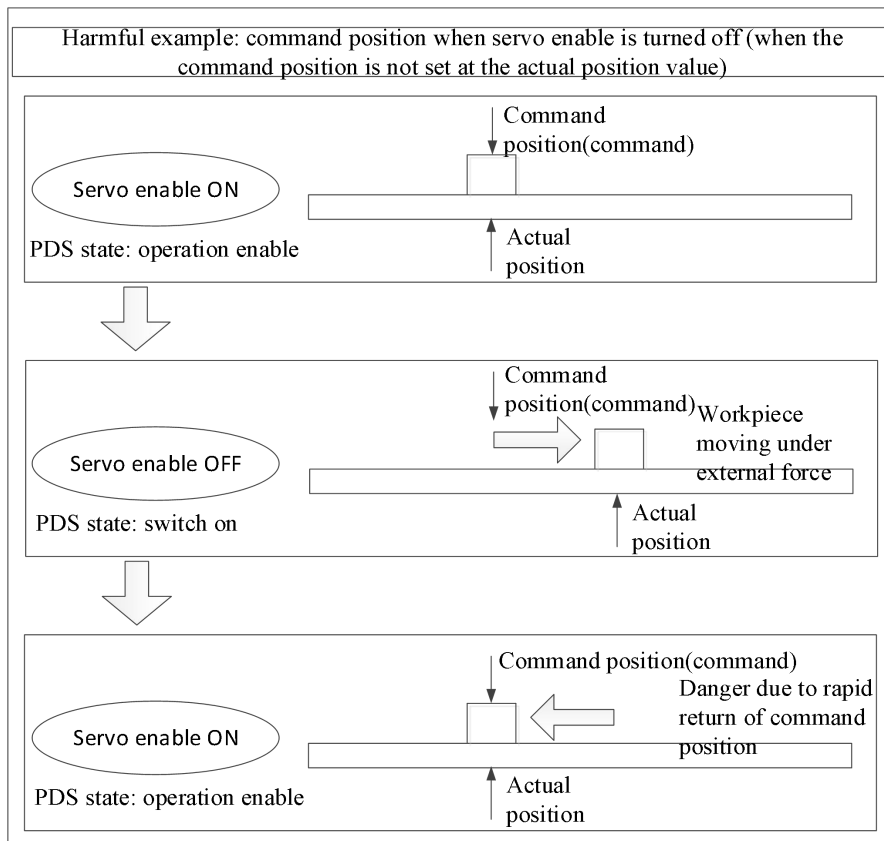 Harmful example: command position when servo enable is turned off (when the
command position is not set at the actual position value)
Command
position(command)
Servo enable ON
PDS state: operation enable
Actual
position
Command
position(command)
Workpiece
moving under
external force
Servo enable OFF
PDS state: switch on
Actual
position
Command position(command)
Danger due to rapid
return of command
position
Servo enable ON
PDS state: operation enable
Actual
position